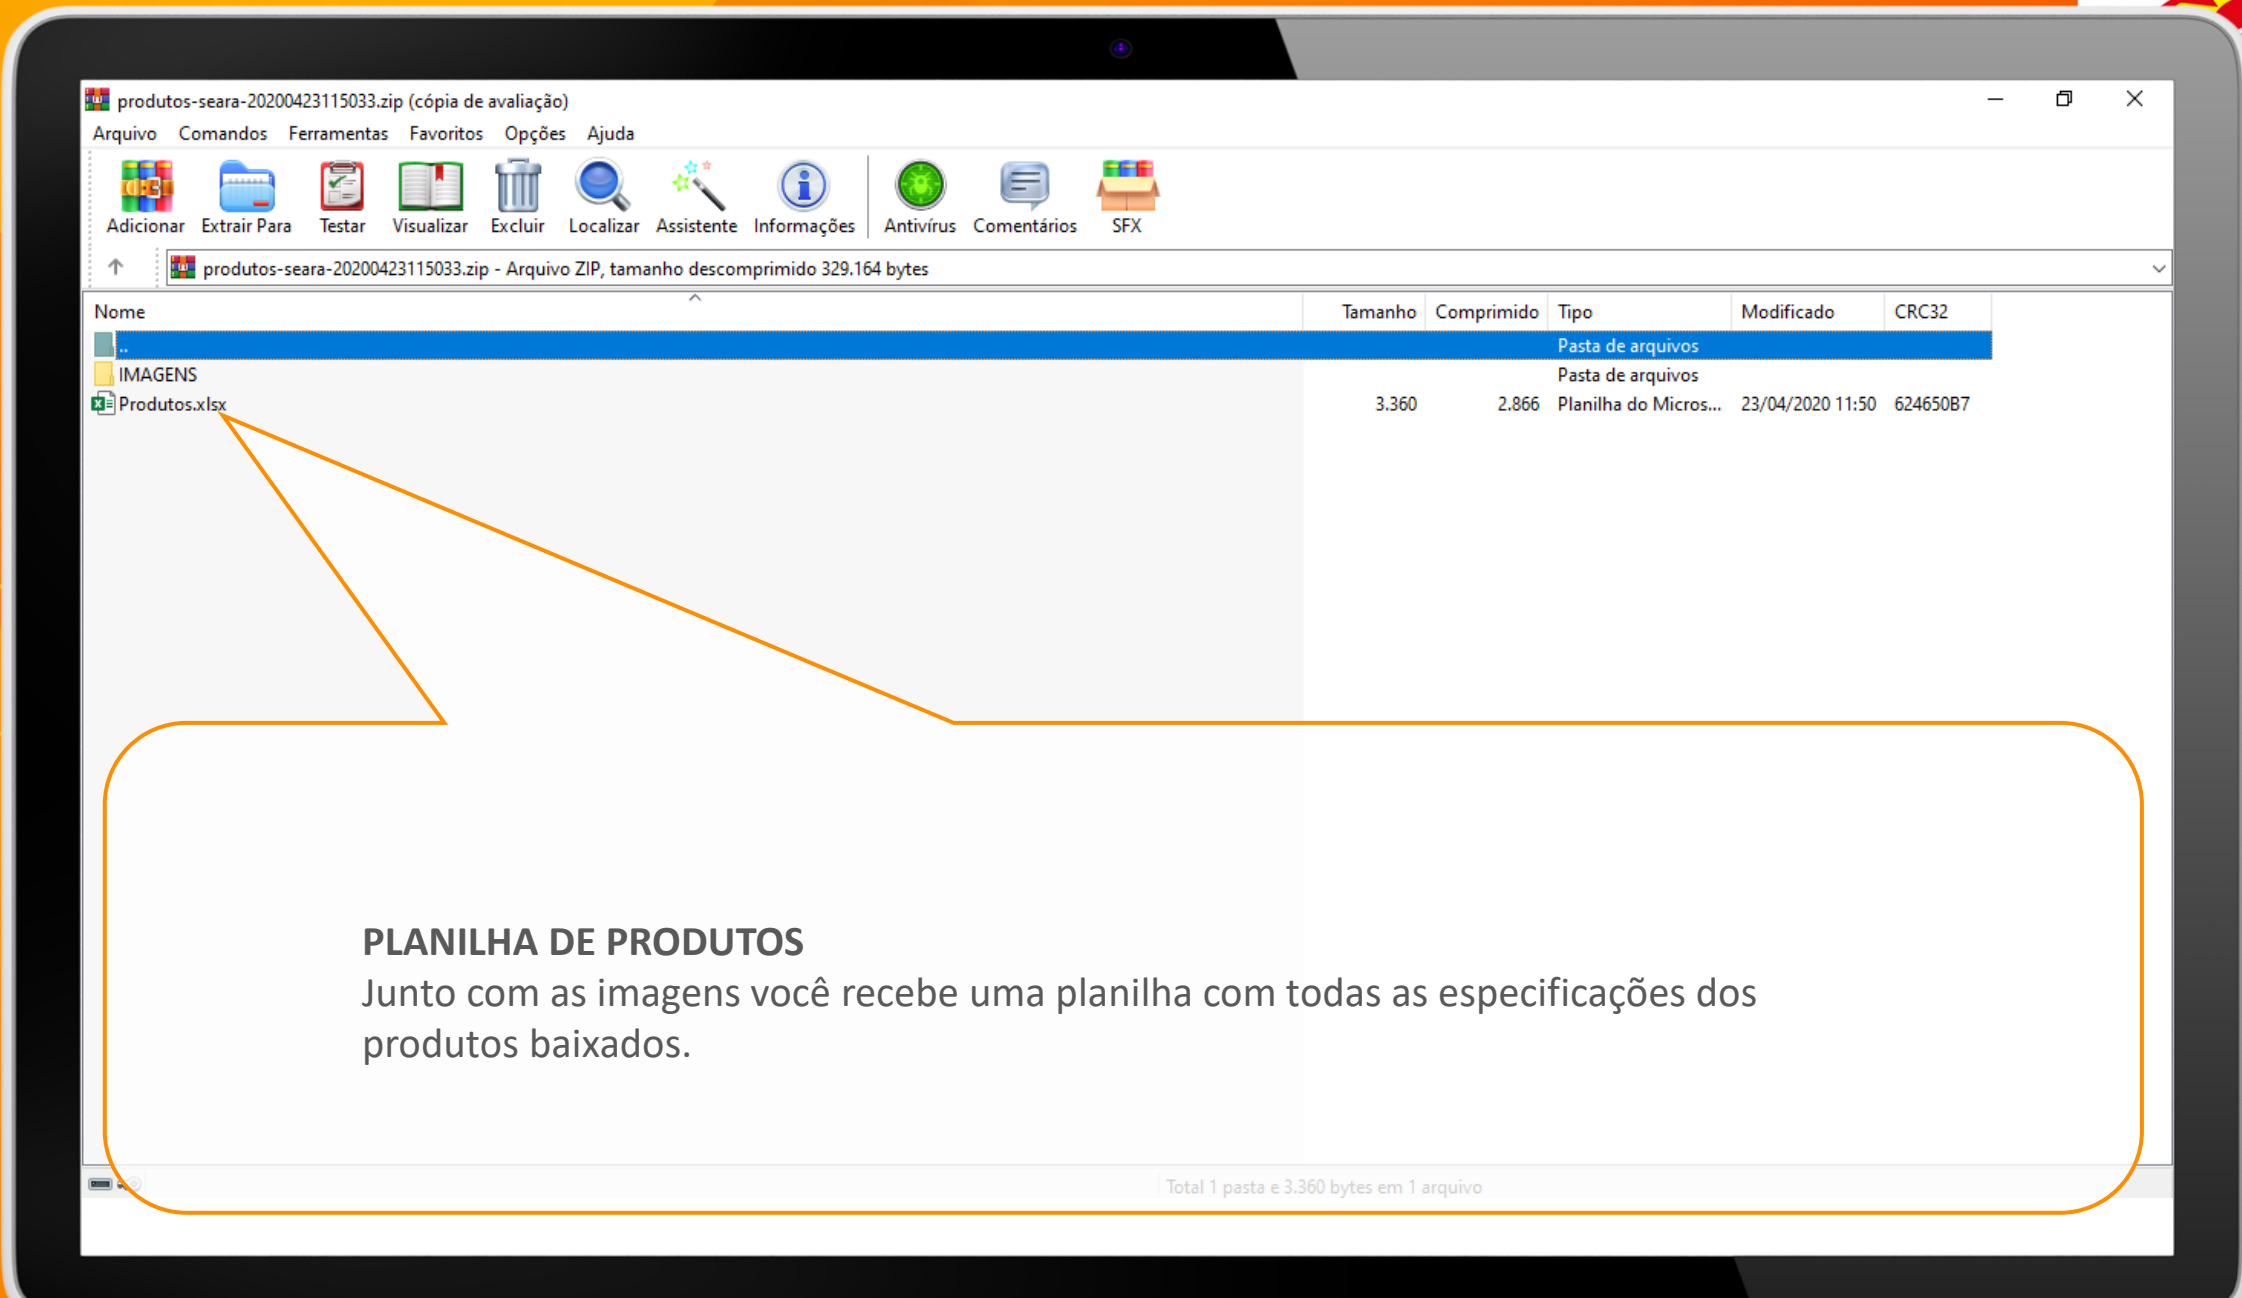 produtos-seara-20200423115033.zip (cópia de avaliação)
Arquivo Comandos Ferramentas Favoritos Opções Ajuda
Adicionar Extrair Para Testar Visualizar Excluir Localizar Assistente Informações Antivírus Comentários SFX
produtos-seara-20200423115033.zip - Arquivo ZIP, tamanho descomprimido 329.164 bytes
Nome Tamanho Comprimido Tipo Modificado CRC32
.. Pasta de arquivos
IMAGENS Pasta de arquivos
Produtos.xlsx 3.360 2.866 Planilha do Micros... 23/04/2020 11:50 624650B7
PLANILHA DE PRODUTOS
Junto com as imagens você recebe uma planilha com todas as especificações dos
produtos baixados.
Total 1 pasta e 3.360 bytes em 1 arquivo